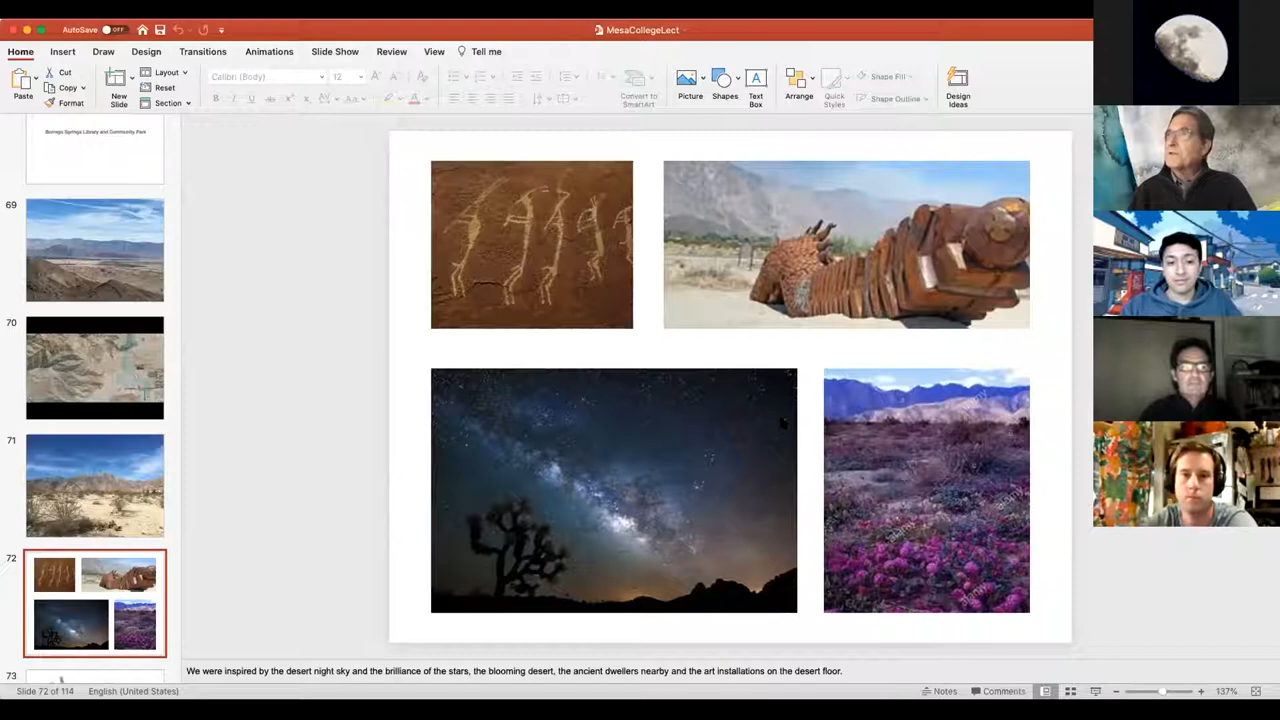 AutoSave OFF
MesaCollegeLect
Home Insert Draw Design Transitions Animations Slide Show Review View Tell me
Paste
Cut
Copy
Format
New Slide
Layout
Reset
Section
Calibri (Body) 12
Convert to SmartArt
Picture
Shapes
Text Box
Arrange
Quick Styles
Shape Fill
Shape Outline
Design Ideas
Borrego Springs Library and Community Park
69
70
71
72
73
alamy
alamy
alamy
We were inspired by the desert night sky and the brilliance of the stars, the blooming desert, the ancient dwellers nearby and the art installations on the desert floor.
Slide 72 of 114 English (United States) Notes Comments 137%